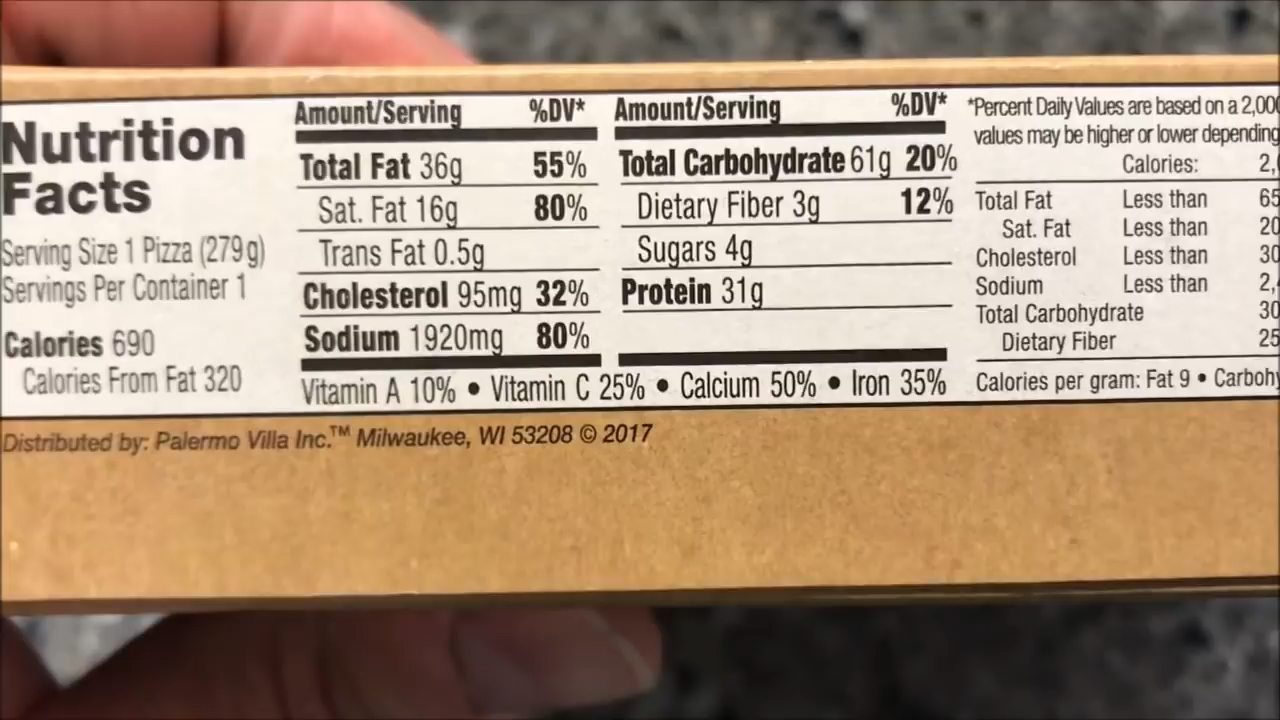 Nutrition
Facts
Serving Size 1 Pizza (279g)
Servings Per Container 1
Calories 690
Calories From Fat 320
Amount/Serving %DV*
Total Fat 36g 55%
Sat. Fat 16g 80%
Trans Fat 0.5g
Cholesterol 95mg 32%
Sodium 1920mg 80%
Amount/Serving %DV*
Total Carbohydrate 61g 20%
Dietary Fiber 3g 12%
Sugars 4g
Protein 31g
Vitamin A 10% • Vitamin C 25% • Calcium 50% • Iron 35%
*Percent Daily Values are based on a 2,00
values may be higher or lower depending
Calories: 2,
Total Fat Less than 65
Sat. Fat Less than 20
Cholesterol Less than 30
Sodium Less than 2,
Total Carbohydrate 30
Dietary Fiber 25
Calories per gram: Fat 9 • Carbohy
Distributed by: Palermo Villa Inc.™ Milwaukee, WI 53208 © 2017